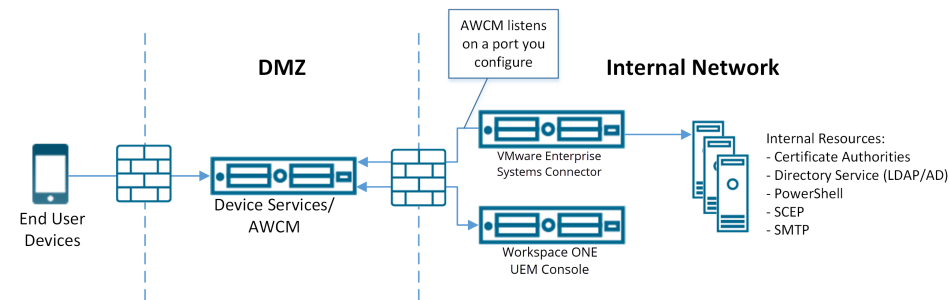 AWCM listens
on a port you
configure
DMZ
Internal Network
VMware Enterprise
Systems Connector
Internal Resources:
- Certificate Authorities
- Directory Service (LDAP/AD)
- PowerShell
- SCEP
- SMTP
End User
Devices
Device Services/
AWCM
Workspace ONE
UEM Console